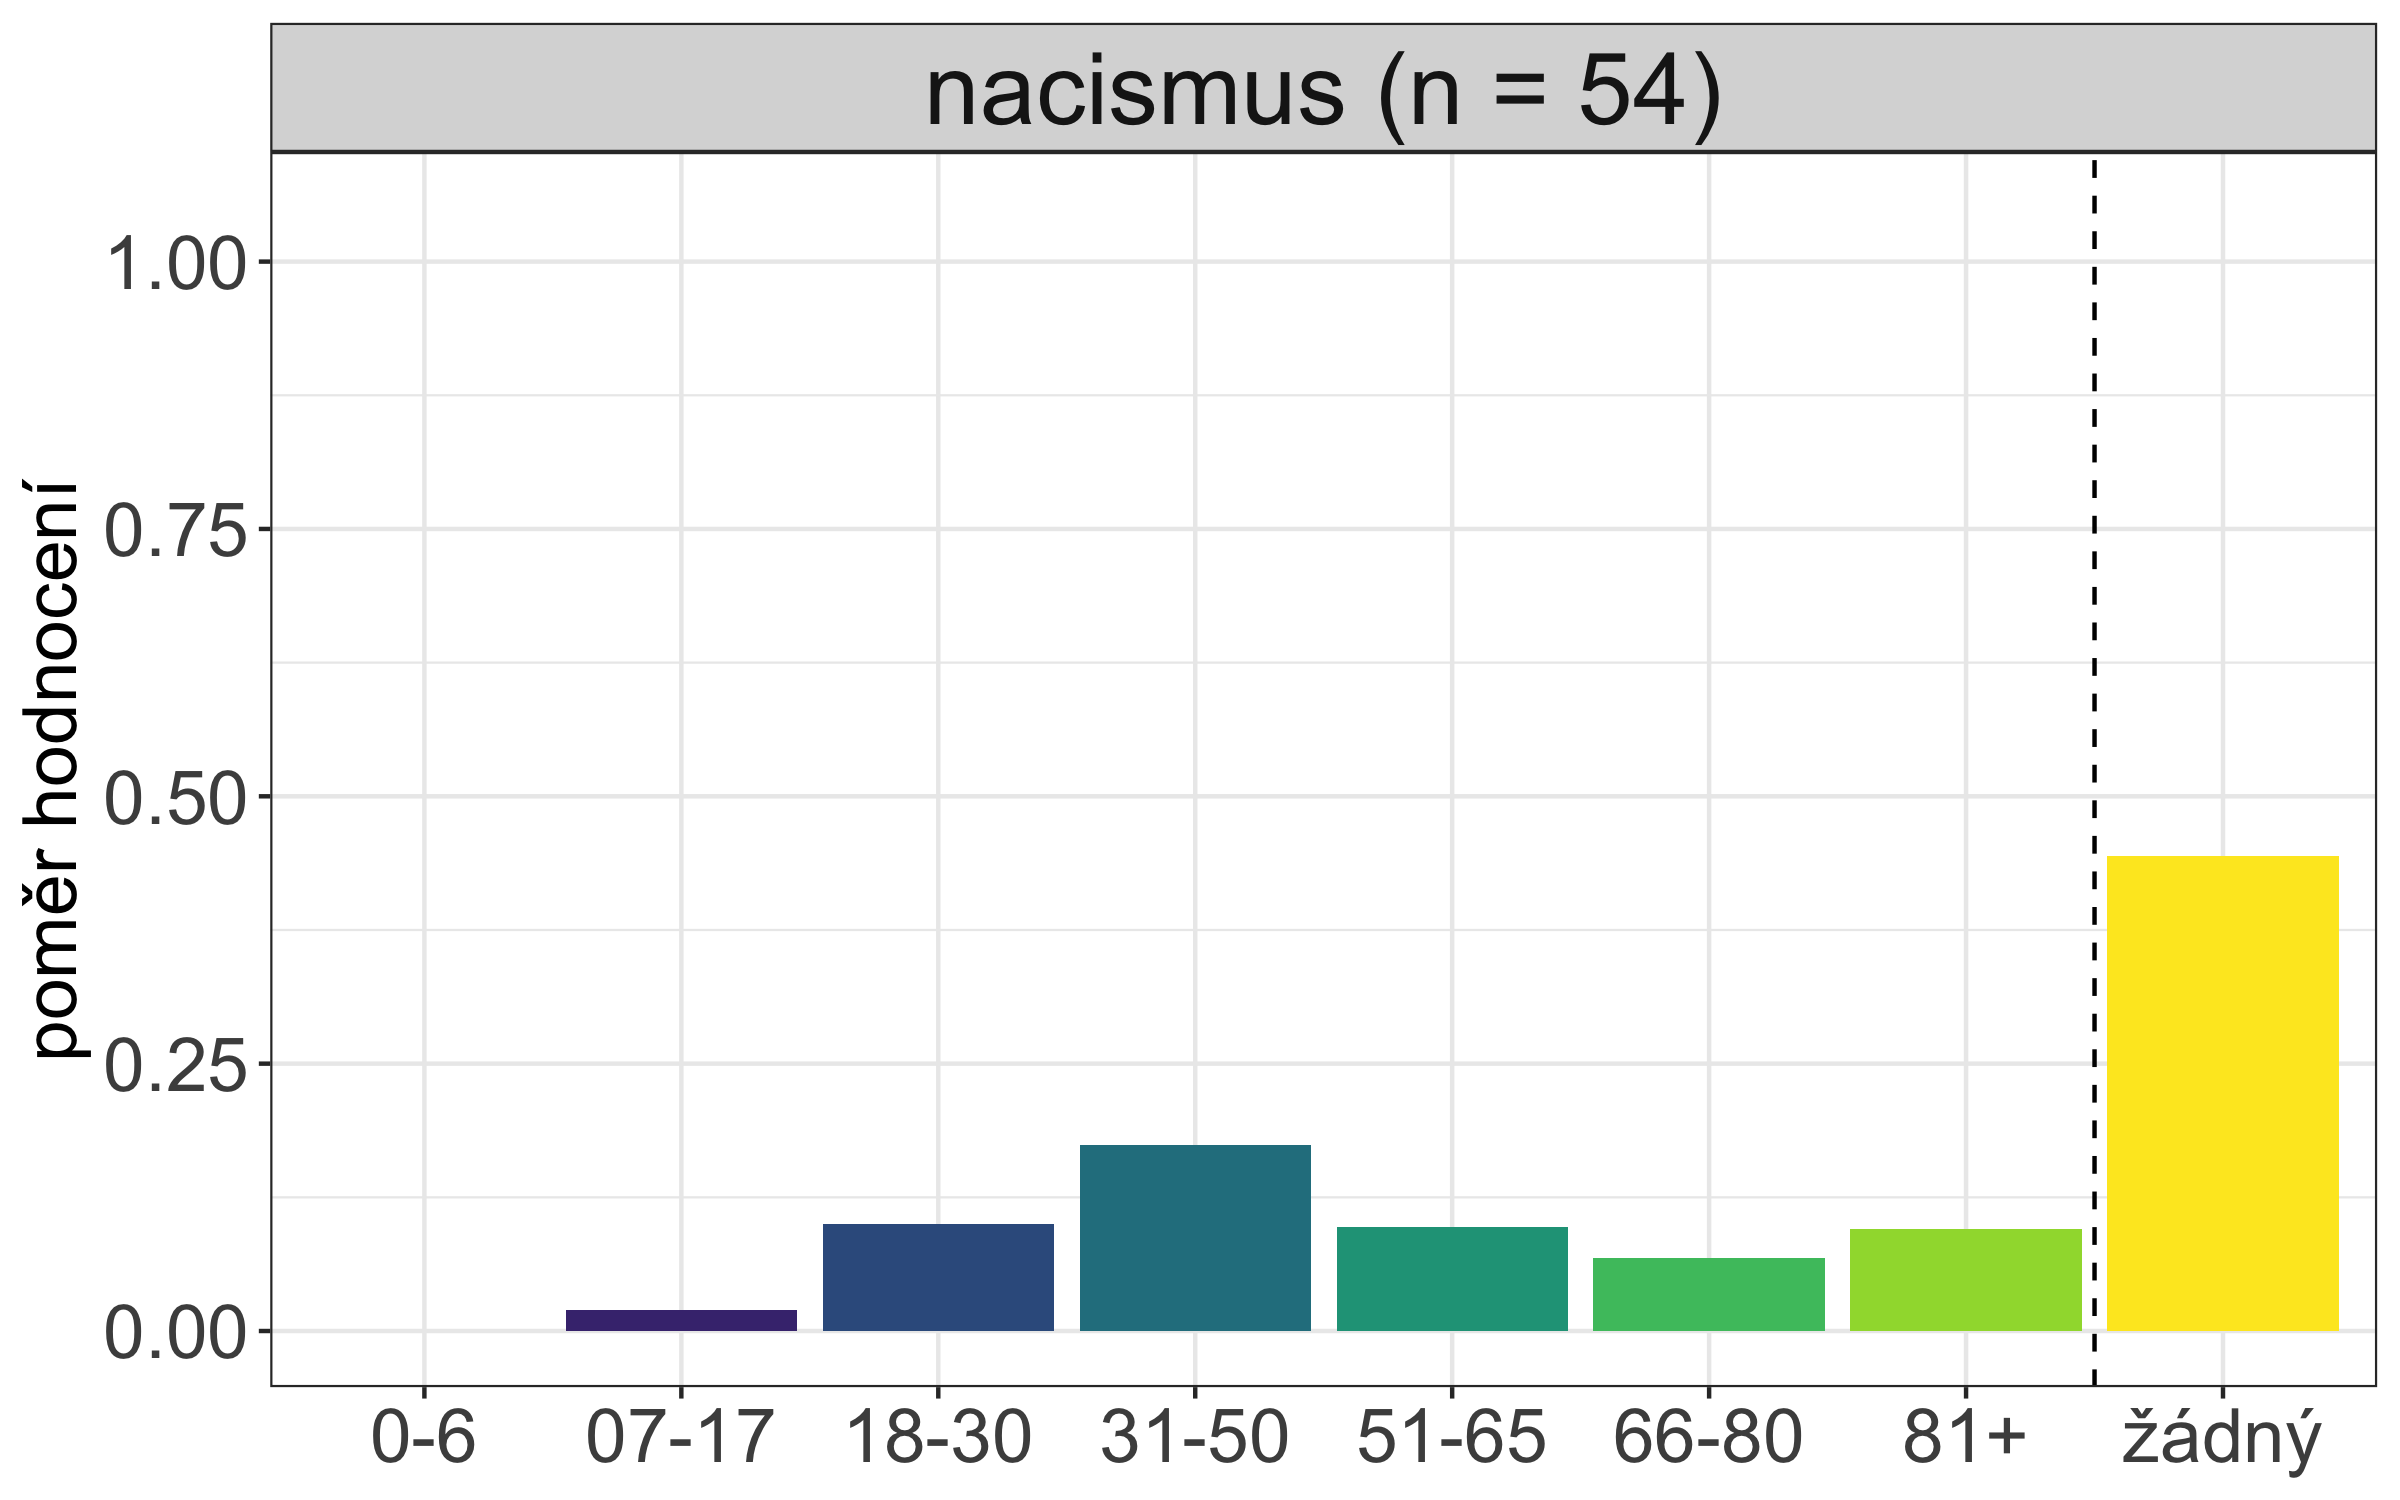 nacismus (n = 54)
poměr hodnocení
1.00
0.75
0.50
0.25
0.00
0-6 07-17 18-30 31-50 51-65 66-80 81+ žádný